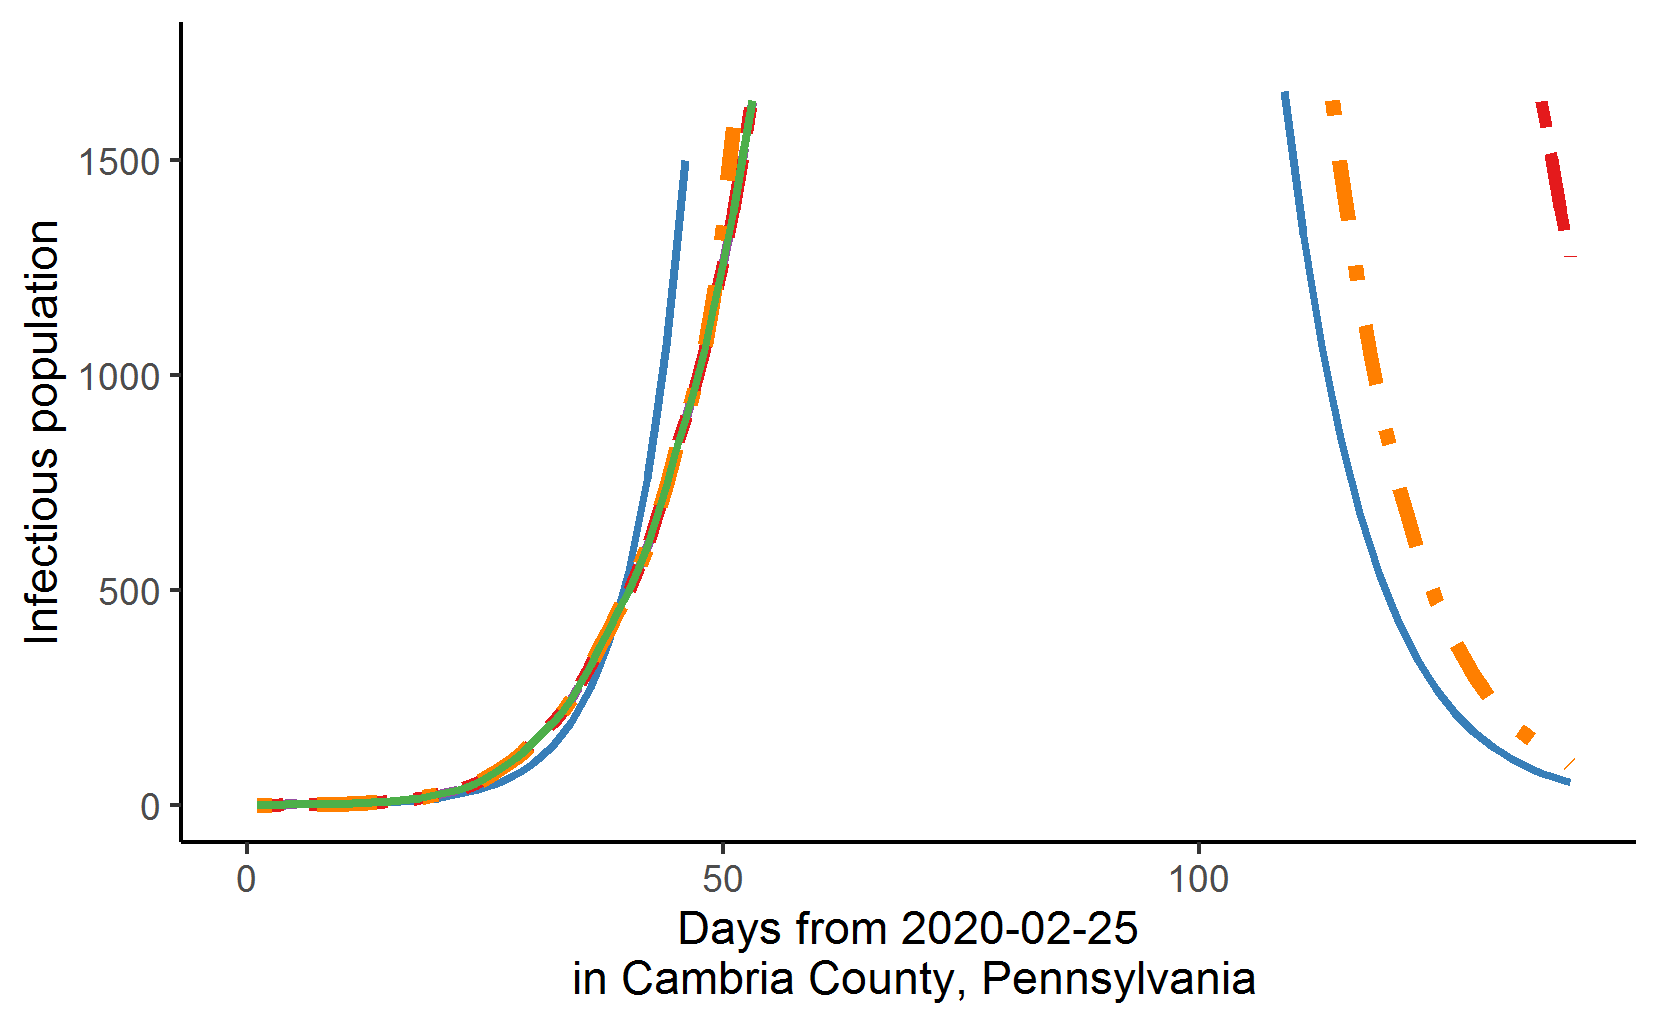 Infectious population
1500
1000
500
0
0 50 100
Days from 2020-02-25
in Cambria County, Pennsylvania